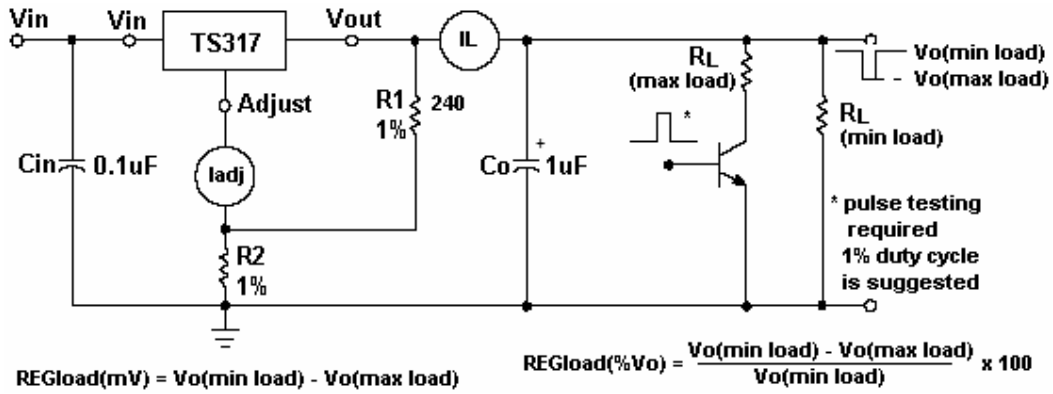 Vin
Vin
TS317
Vout
IL
RL
(max load)
Vo(min load)
Vo(max load)
Adjust
R1
240
1%
*
RL
(min load)
Cin
0.1uF
Iadj
Co
+
1uF
* pulse testing
required
1% duty cycle
is suggested
R2
1%
REGload(mV) = Vo(min load) - Vo(max load)
REGload(%Vo) = Vo(min load) - Vo(max load)
Vo(min load)
x 100